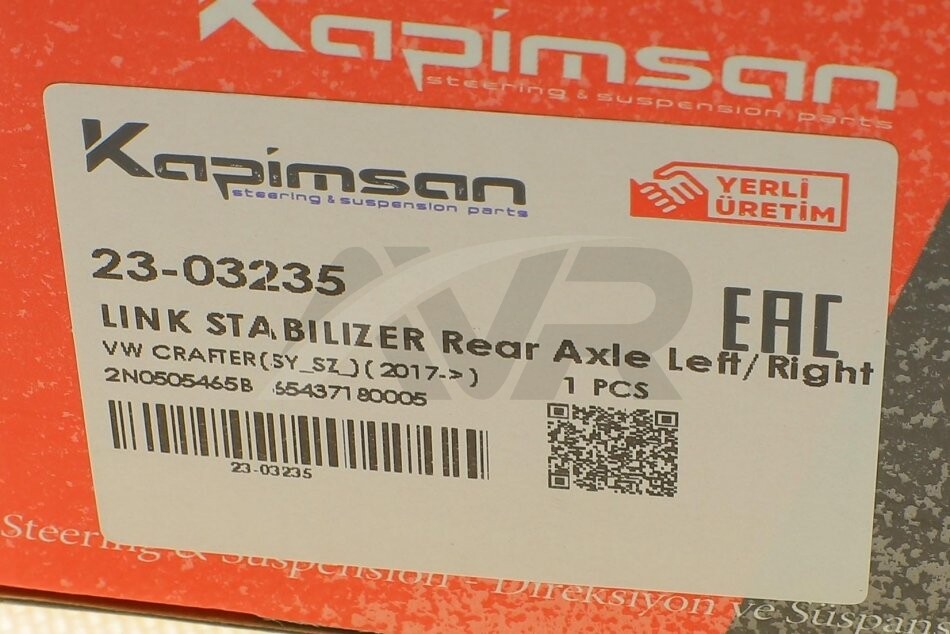 Kapimsan
steering & suspension parts
Kapimsan
steering & suspension parts
YERLİ
ÜRETİM
23-03235
AVR
EAC
LINK STABILIZER Rear Axle Left/Right
VW CRAFTER(SY_SZ_)(2017->)
1 PCS
2N0505465B 65437180005
23-03235
Steering & Suspension - Direksiyon ve Süspans